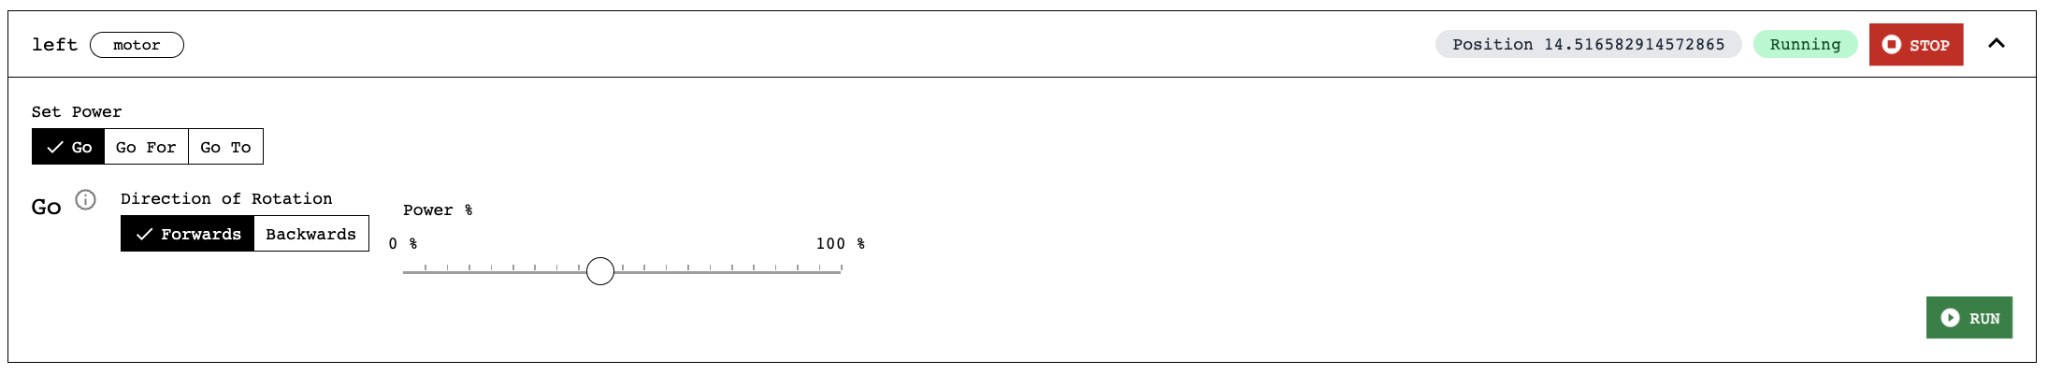 left motor Position 14.516582914572865 Running STOP
Set Power
Go Go For Go To
Go Direction of Rotation
Forwards Backwards
Power %
0 % 100 %
RUN